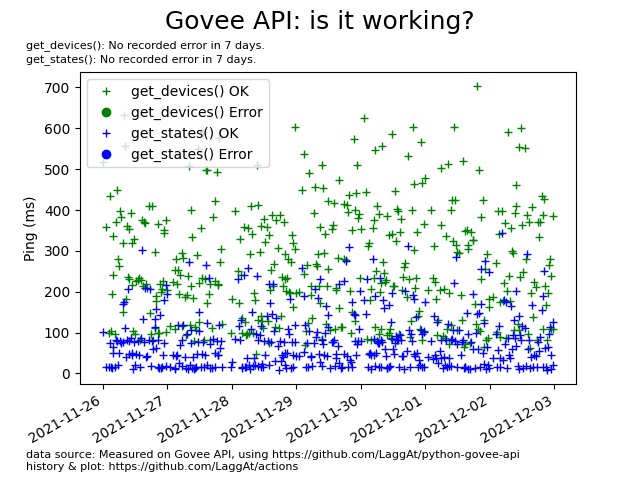 Govee API: is it working?
get_devices(): No recorded error in 7 days.
get_states(): No recorded error in 7 days.
get_devices() OK
get_devices() Error
get_states() OK
get_states() Error
Ping (ms)
700
600
500
400
300
200
100
0
2021-11-26
2021-11-27
2021-11-28
2021-11-29
2021-11-30
2021-12-01
2021-12-02
2021-12-03
data source: Measured on Govee API, using https://github.com/LaggAt/python-govee-api
history & plot: https://github.com/LaggAt/actions